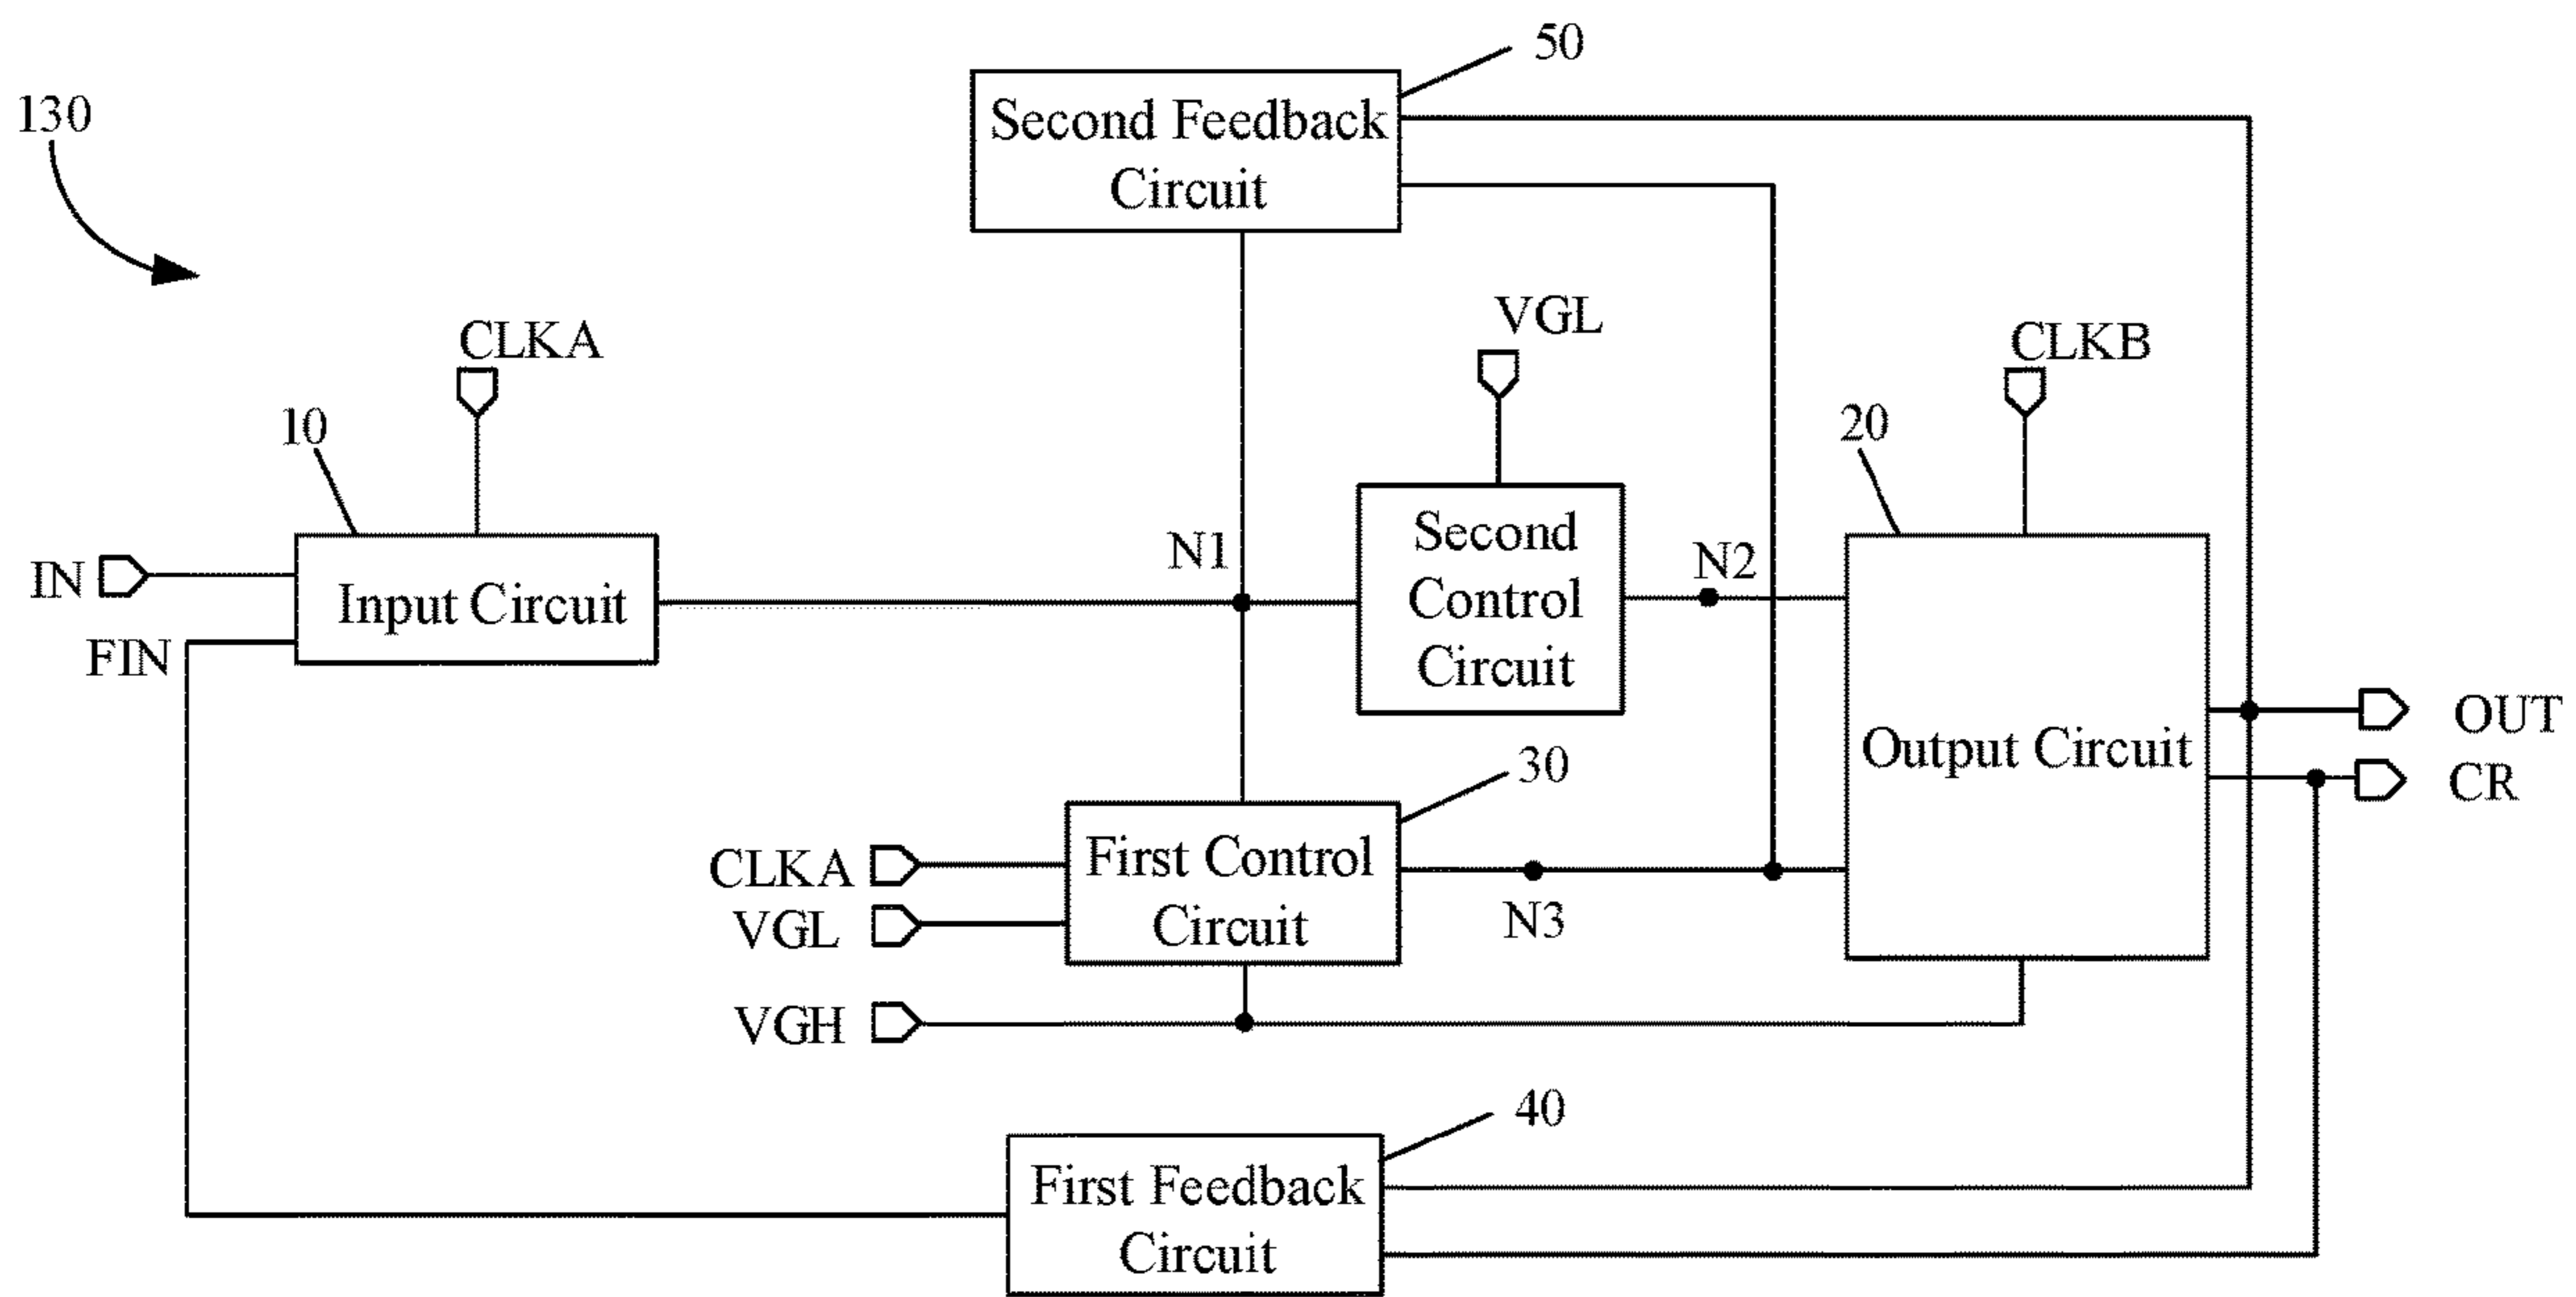 50
130
Second Feedback
Circuit
VGL
CLKA
CLKB
10
20
Second
Control
Circuit
N1
N2
IN
Input Circuit
FIN
OUT
Output Circuit
CR
30
CLKA
First Control
Circuit
VGL
N3
VGH
40
First Feedback
Circuit